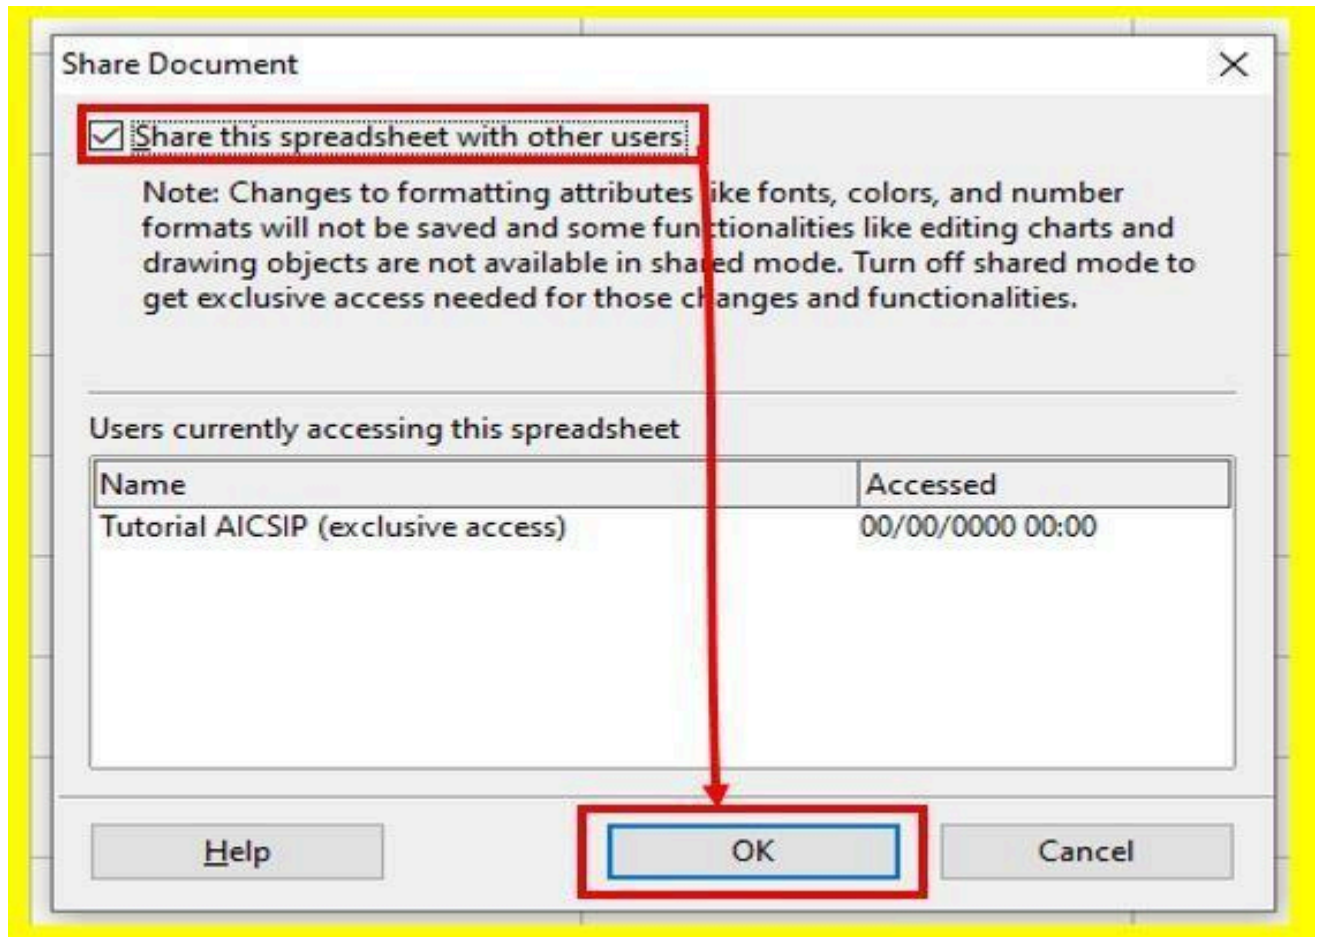 Share Document
Share this spreadsheet with other users
Note: Changes to formatting attributes like fonts, colors, and number
formats will not be saved and some functionalities like editing charts and
drawing objects are not available in shared mode. Turn off shared mode to
get exclusive access needed for those changes and functionalities.
Users currently accessing this spreadsheet
Name Accessed
Tutorial AICSIP (exclusive access) 00/00/0000 00:00
Help OK Cancel